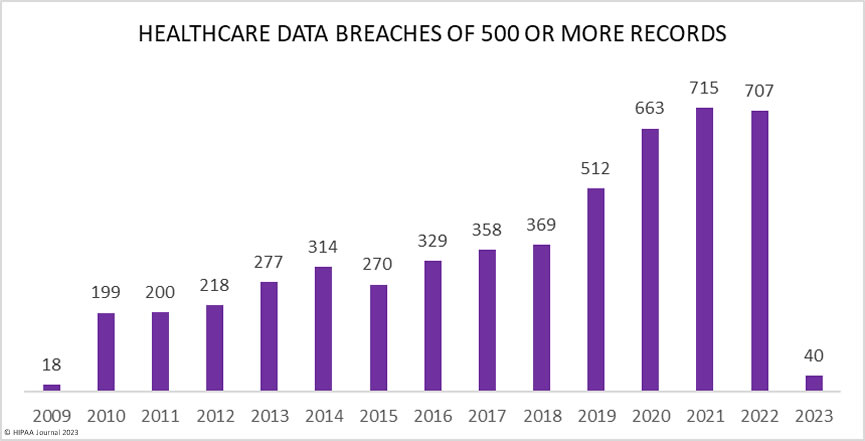 HEALTHCARE DATA BREACHES OF 500 OR MORE RECORDS
18 199 200 218 277 314 270 329 358 369 512 663 715 707 40
2009 2010 2011 2012 2013 2014 2015 2016 2017 2018 2019 2020 2021 2022 2023
© HIPAA Journal 2023